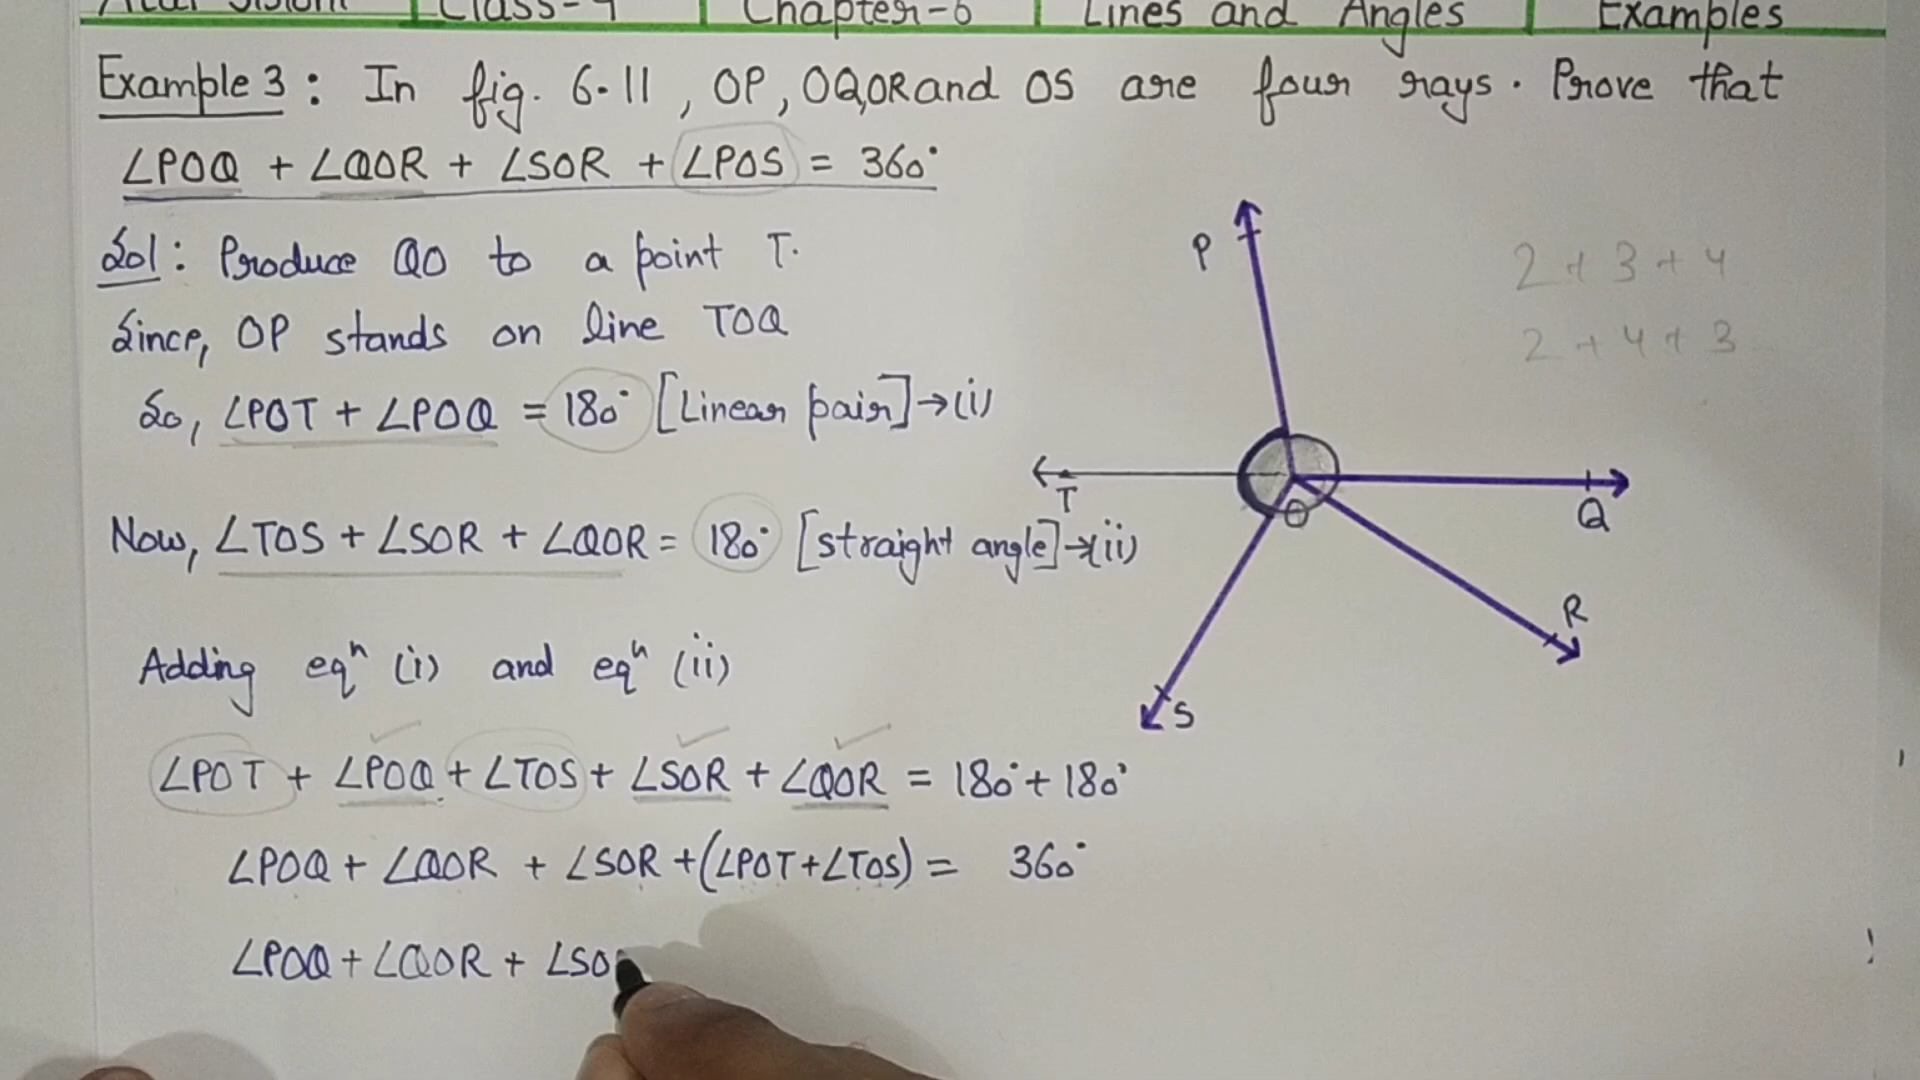 Class-9 Chapter-6 Lines and Angles Examples
Example 3: In fig. 6.11, OP, OQ, OR and OS are four rays. Prove that
∠POQ + ∠QOR + ∠SOR + ∠POS = 360°
Sol: Produce QO to a point T.
Since, OP stands on line TOQ
So, ∠POT + ∠POQ = 180° [Linear pair] → (i)
Now, ∠TOS + ∠SOR + ∠QOR = 180° [straight angle] → (ii)
Adding eqⁿ (i) and eqⁿ (ii)
∠POT + ∠POQ + ∠TOS + ∠SOR + ∠QOR = 180° + 180°
∠POQ + ∠QOR + ∠SOR + (∠POT + ∠TOS) = 360°
∠POQ + ∠QOR + ∠SO
P
2 + 3 + 4
2 + 4 + 3
T
O
Q
R
S